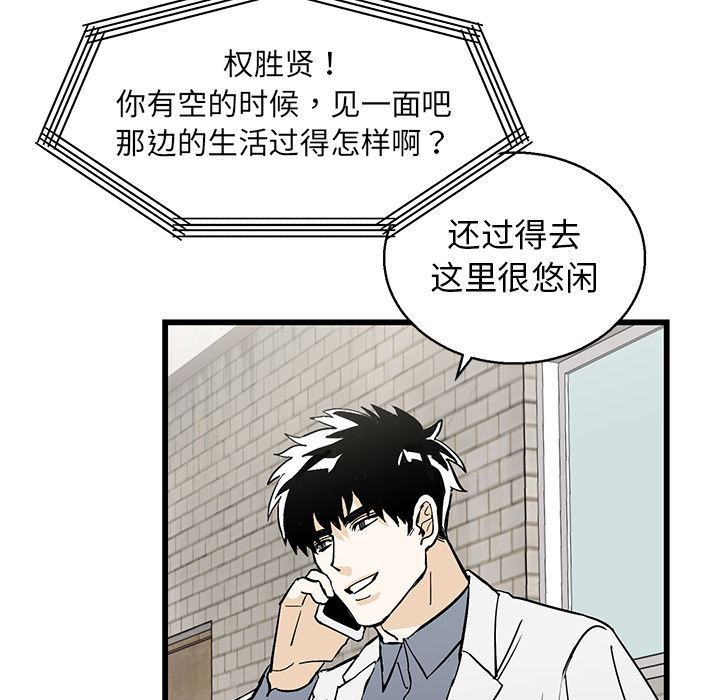 权胜贤！
你有空的时候，见一面吧
那边的生活过得怎样啊？
还过得去
这里很悠闲